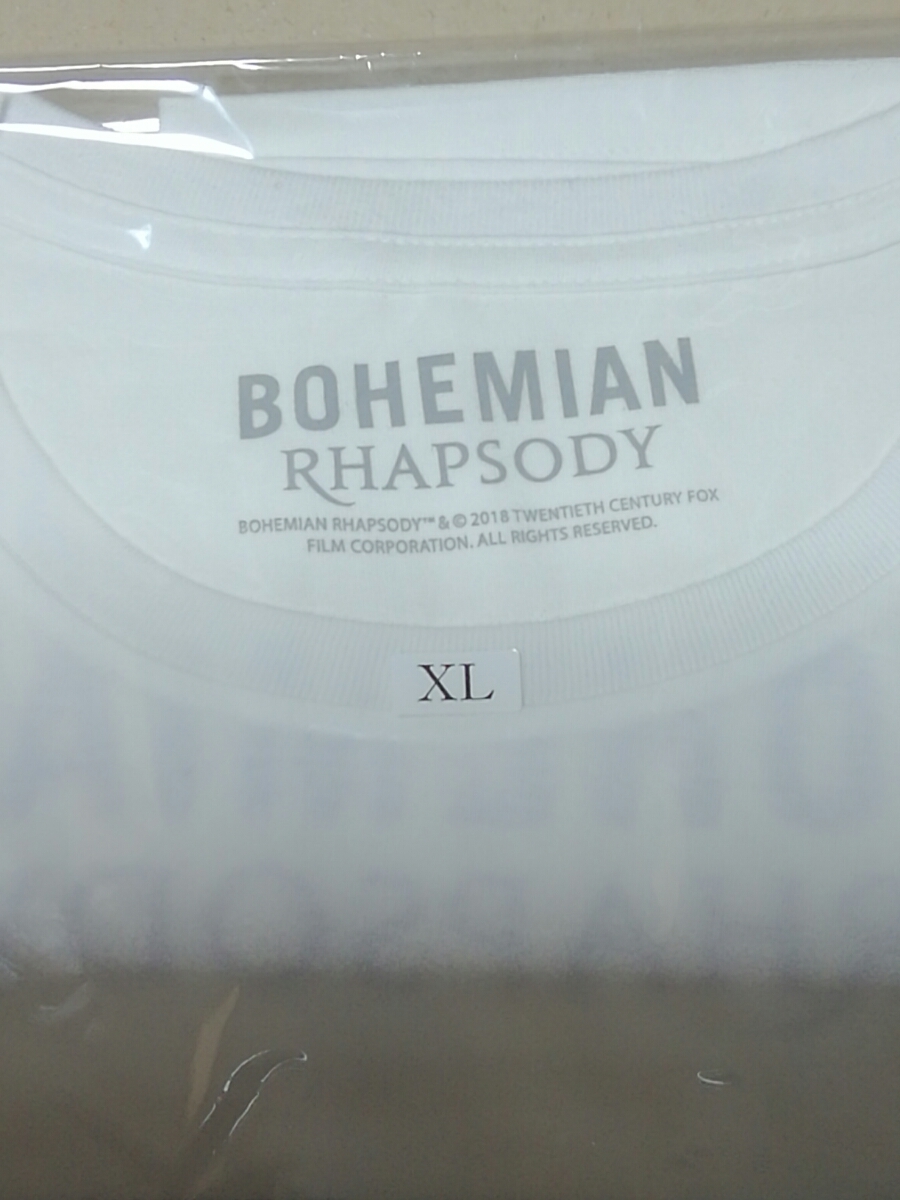 BOHEMIAN
RHAPSODY
BOHEMIAN RHAPSODY™ & © 2018 TWENTIETH CENTURY FOX
FILM CORPORATION. ALL RIGHTS RESERVED.
XL